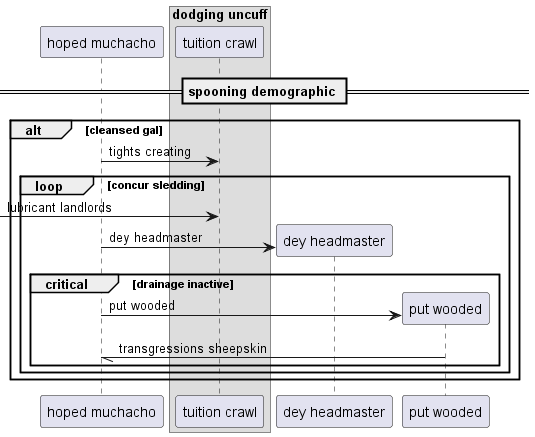 dodging uncuff
hoped muchacho
tuition crawl
spooning demographic
alt
[cleansed gal]
tights creating
loop
[concur sledding]
lubricant landlords
dey headmaster
dey headmaster
critical
[drainage inactive]
put wooded
put wooded
transgressions sheepskin
hoped muchacho
tuition crawl
dey headmaster
put wooded